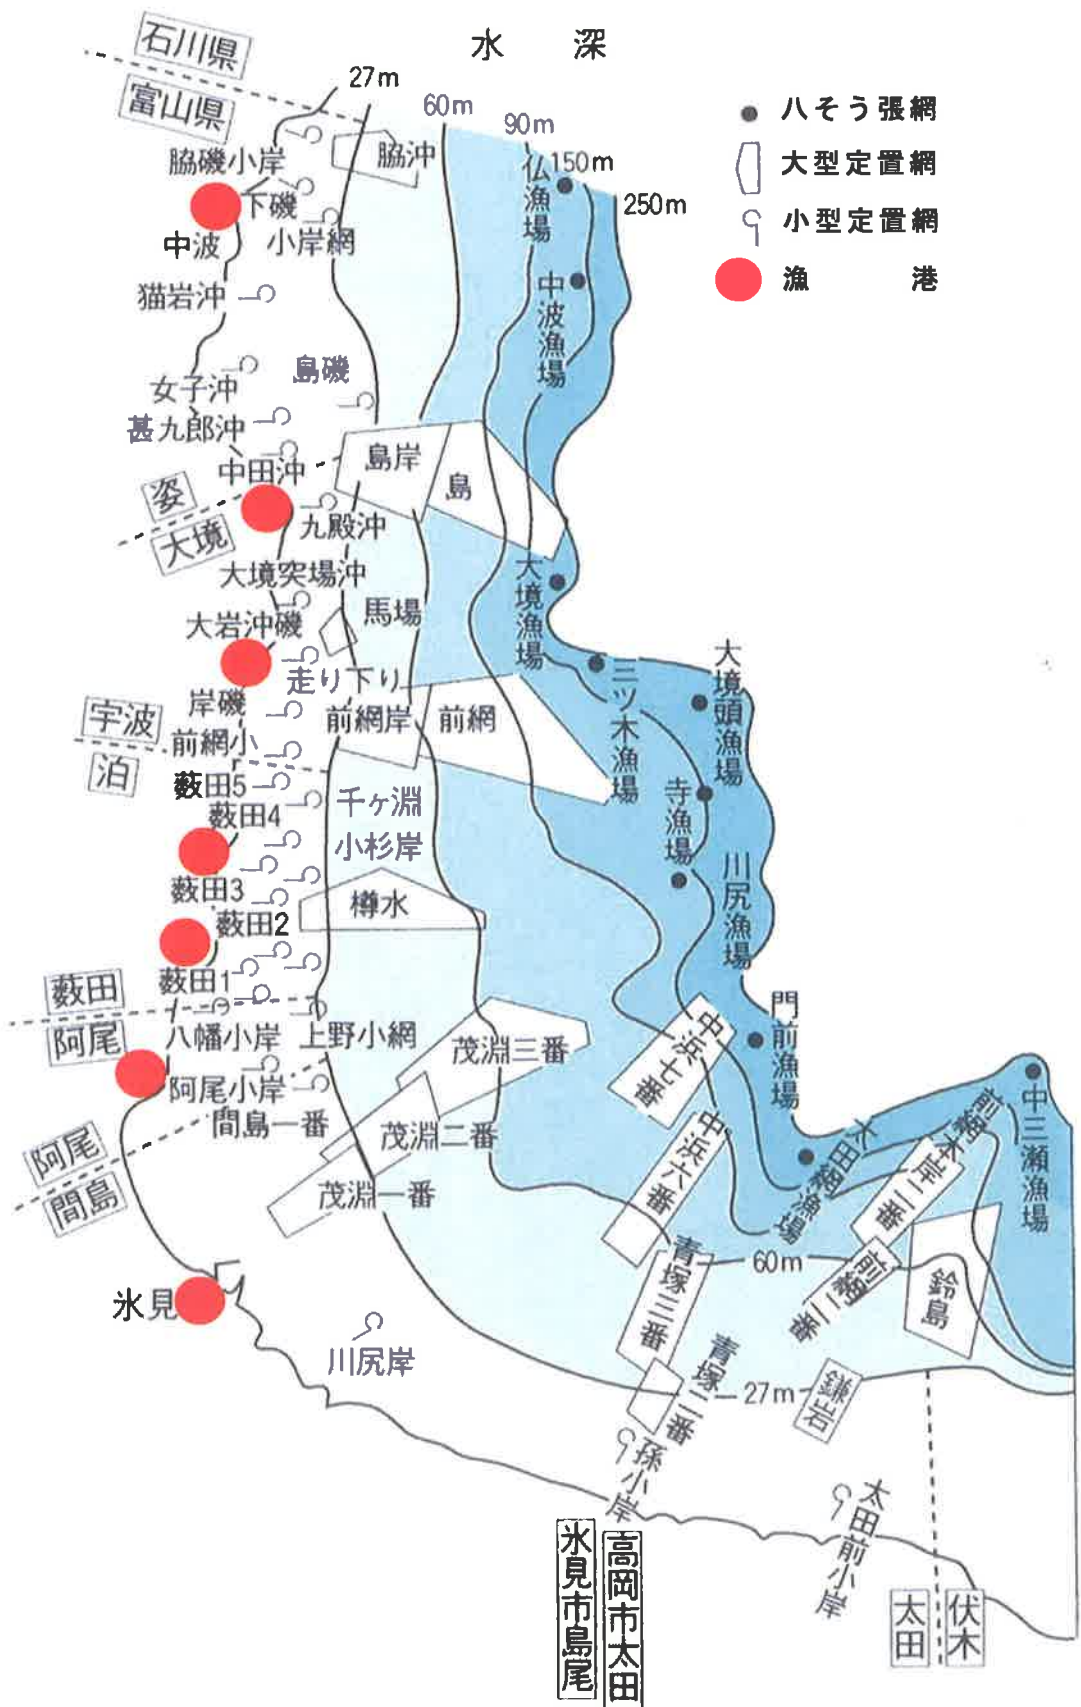 水 深
石川県
富山県
27m
60m
90m
150m
250m
八そう張網
大型定置網
小型定置網
漁 港
脇沖
仏漁場
脇磯小岸
下磯
中波
小岸網
猫岩沖
中波漁場
島磯
女子沖
甚九郎沖
中田沖
島岸
島
姿
大境
九殿沖
大境突場沖
大境漁場
馬場
大岩沖磯
走り下り
三ツ木漁場
大境頭漁場
岸磯
前網岸
前網
宇波
泊
前網小
薮田5
千ヶ淵
寺漁場
薮田4
小杉岸
川尻漁場
薮田3
樽水
薮田2
薮田1
薮田
阿尾
八幡小岸
上野小網
茂淵三番
中浜七番
門前漁場
阿尾小岸
間島一番
茂淵二番
中浜六番
太田網漁場
前網本岸二番
中三瀬漁場
阿尾
間島
茂淵一番
青塚三番
60m
前網二番
鈴島
氷見
川尻岸
青塚二番
27m
鎌岩
孫小岸
太田前小岸
氷見市島尾
高岡市太田
太田
伏木